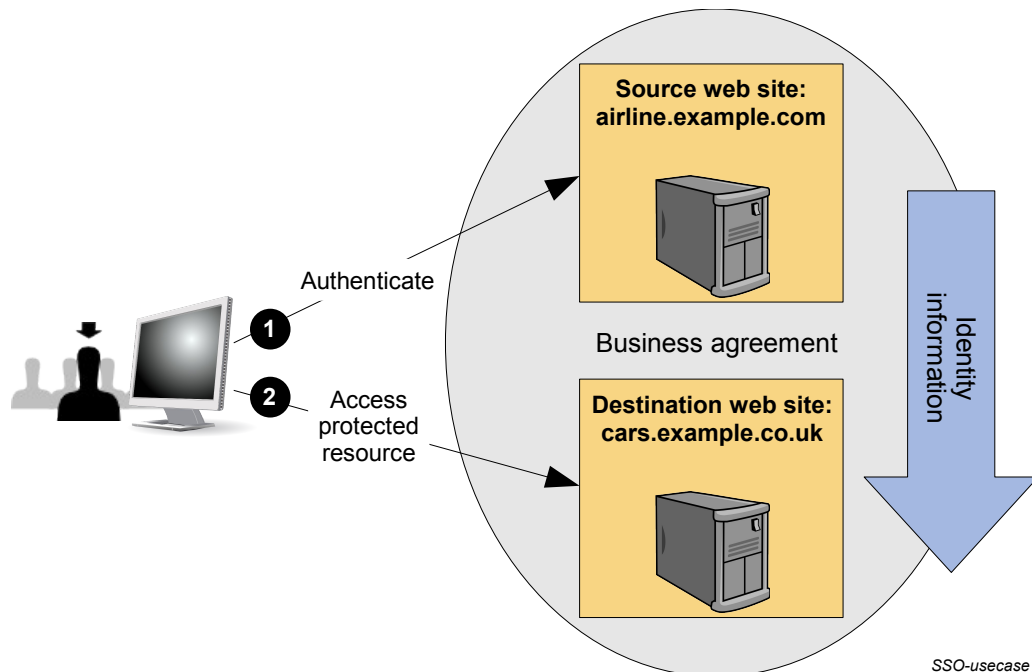 Source web site:
airline.example.com
Authenticate
1
Business agreement
Identity
information
2
Access
protected
resource
Destination web site:
cars.example.co.uk
SSO-usecase